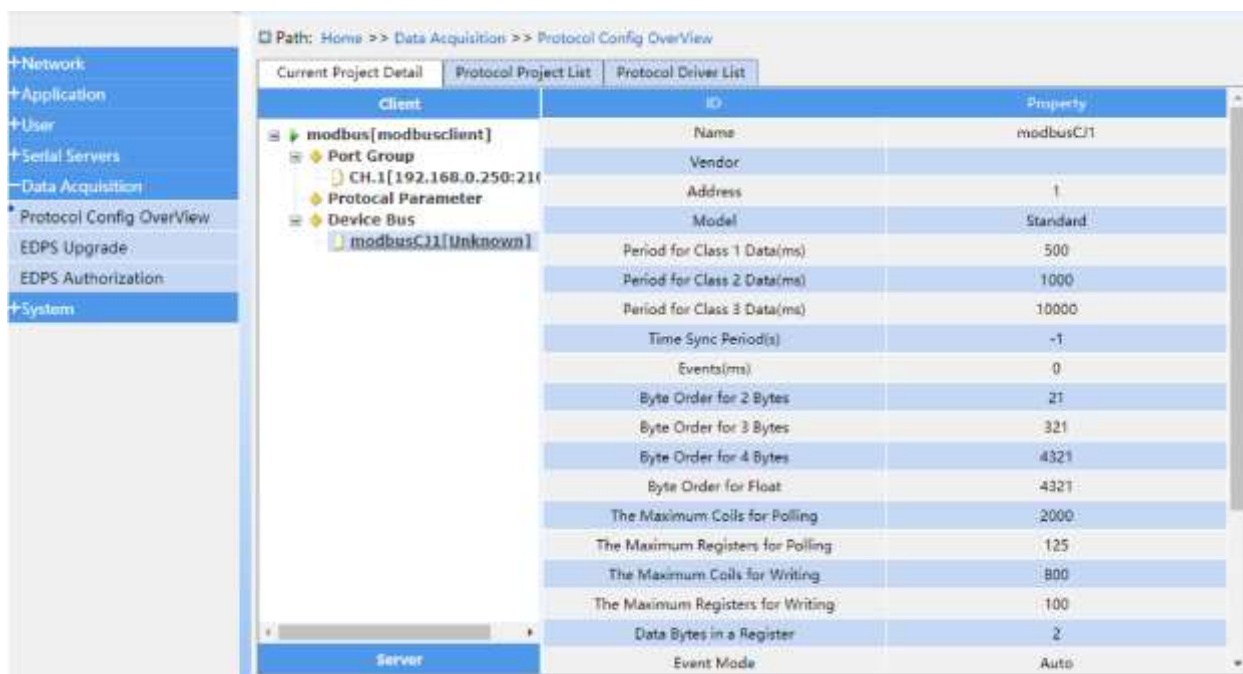 Path: Home >> Data Acquisition >> Protocol Config OverView
+Network
+Application
+User
+Serial Servers
-Data Acquisition
Protocol Config OverView
EDPS Upgrade
EDPS Authorization
+System
Current Project Detail Protocol Project List Protocol Driver List
Client
modbus[modbusclient]
Port Group
CH.1[192.168.0.250:210
Protocal Parameter
Device Bus
modbusCJ1[Unknown]
Server
ID Property
Name modbusCJ1
Vendor
Address 1
Model Standard
Period for Class 1 Data(ms) 500
Period for Class 2 Data(ms) 1000
Period for Class 3 Data(ms) 10000
Time Sync Period(s) -1
Events(ms) 0
Byte Order for 2 Bytes 21
Byte Order for 3 Bytes 321
Byte Order for 4 Bytes 4321
Byte Order for Float 4321
The Maximum Coils for Polling 2000
The Maximum Registers for Polling 125
The Maximum Coils for Writing 800
The Maximum Registers for Writing 100
Data Bytes in a Register 2
Event Mode Auto